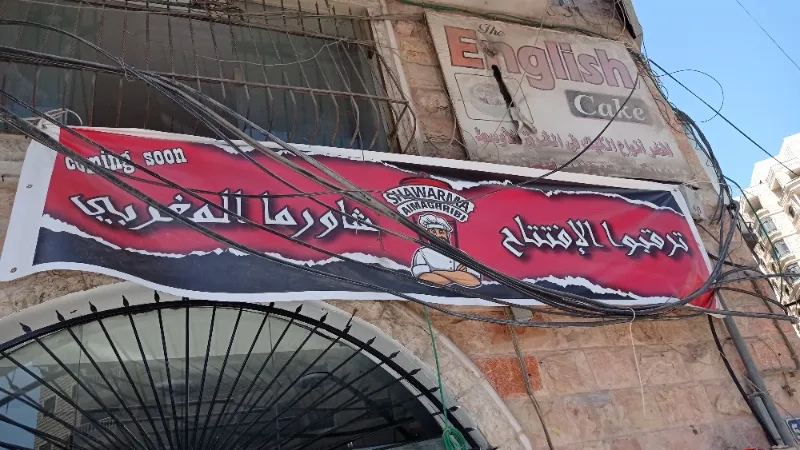 The
English
Cake
coming soon
SHAWARMA
AlMAGHRIBI
ترقبوا الإفتتاح
شاورما المغربي